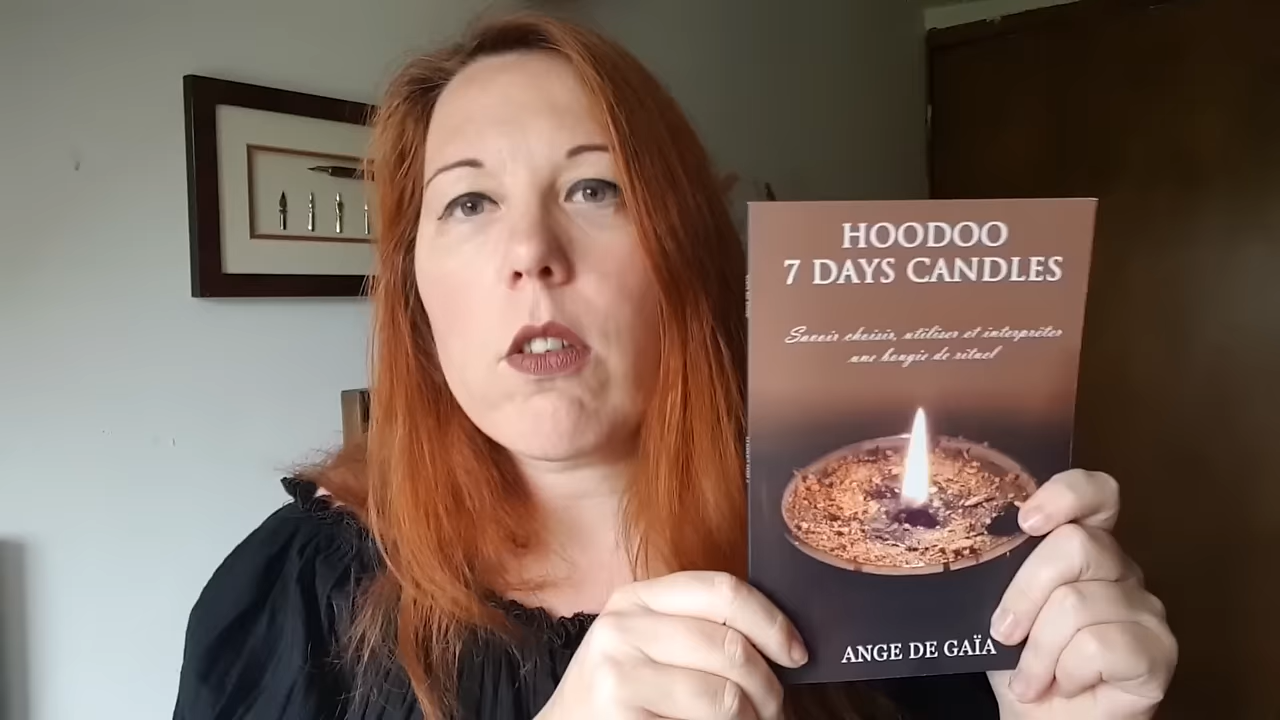 HOODOO
7 DAYS CANDLES
Savoir choisir, utiliser et interpréter
une bougie de rituel
ANGE DE GAÏA